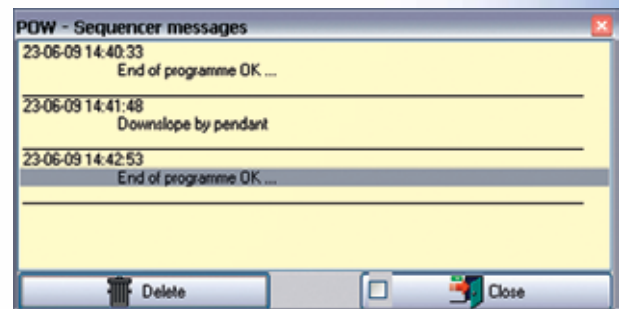 POW - Sequencer messages
23-06-09 14:40:33
End of programme OK ...
23-06-09 14:41:48
Downslope by pendant
23-06-09 14:42:53
End of programme OK ...
Delete
Close